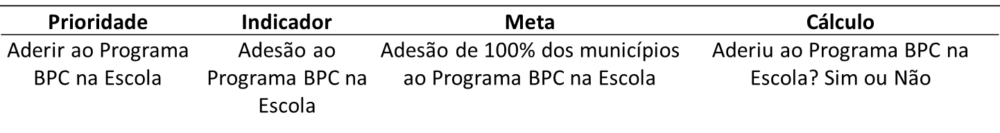 Prioridade Indicador Meta Cálculo
Aderir ao Programa Adesão ao Adesão de 100% dos municípios Aderiu ao Programa BPC na
BPC na Escola Programa BPC na ao Programa BPC na Escola Escola? Sim ou Não
Escola